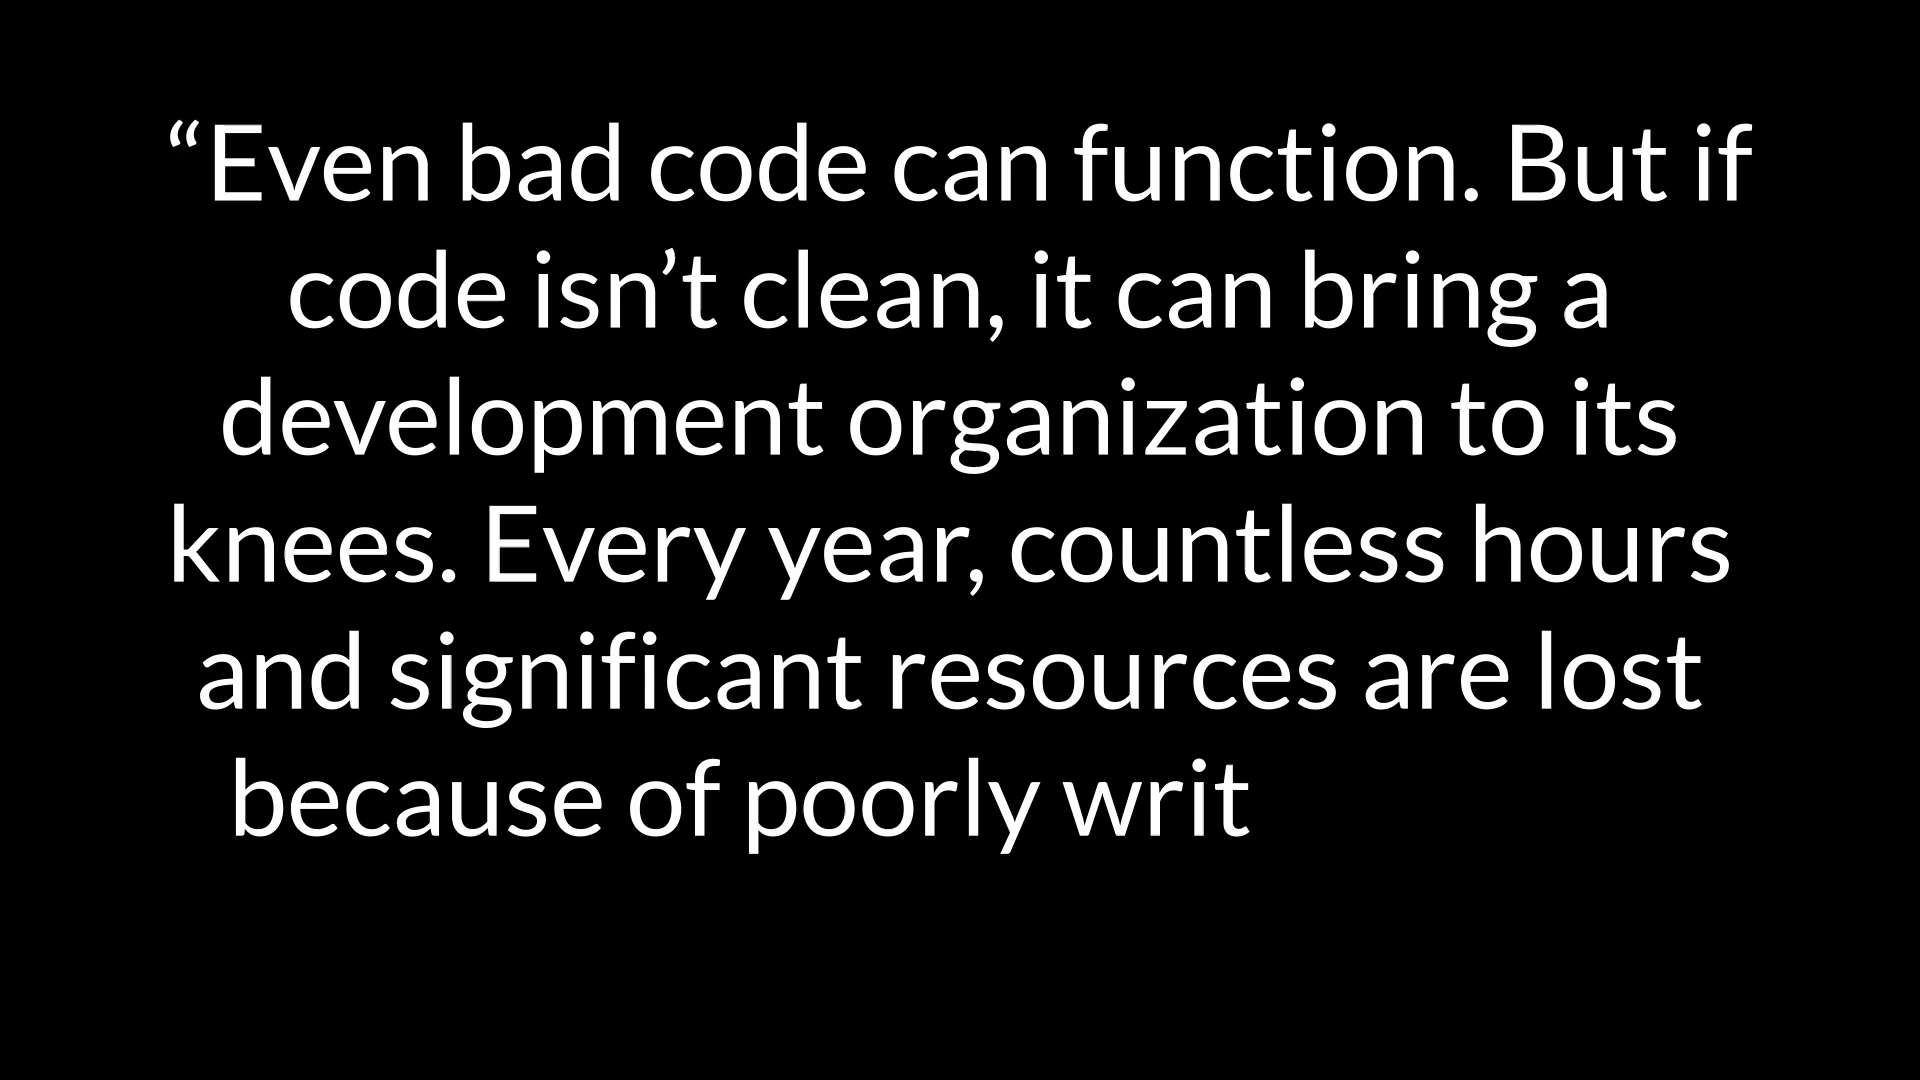 “Even bad code can function. But if
code isn’t clean, it can bring a
development organization to its
knees. Every year, countless hours
and significant resources are lost
because of poorly writ